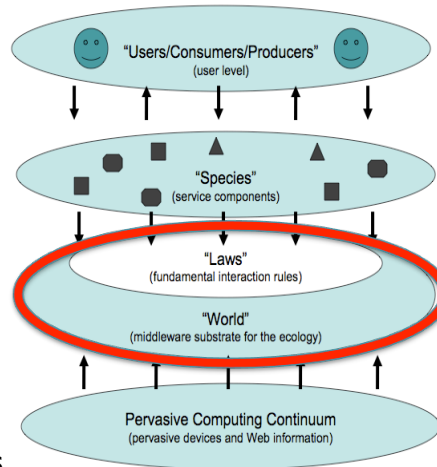 “Users/Consumers/Producers”
(user level)
“Species”
(service components)
“Laws”
(fundamental interaction rules)
“World”
(middleware substrate for the ecology)
Pervasive Computing Continuum
(pervasive devices and Web information)
s